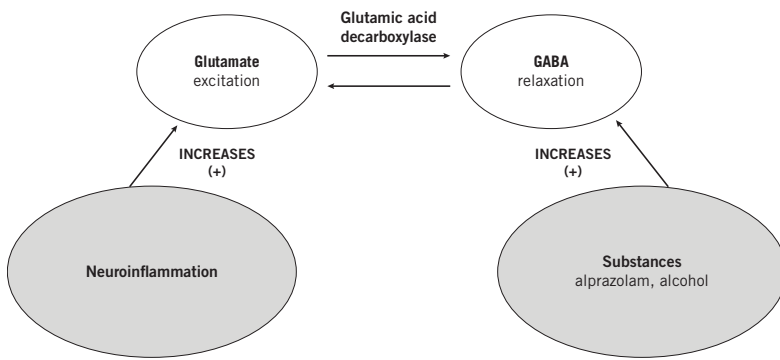 Glutamic acid
decarboxylase
Glutamate
excitation
GABA
relaxation
INCREASES
(+)
INCREASES
(+)
Neuroinflammation
Substances
alprazolam, alcohol